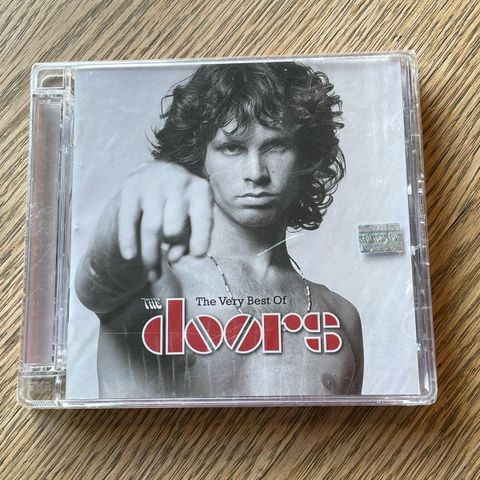 The Very Best Of
THE
doors